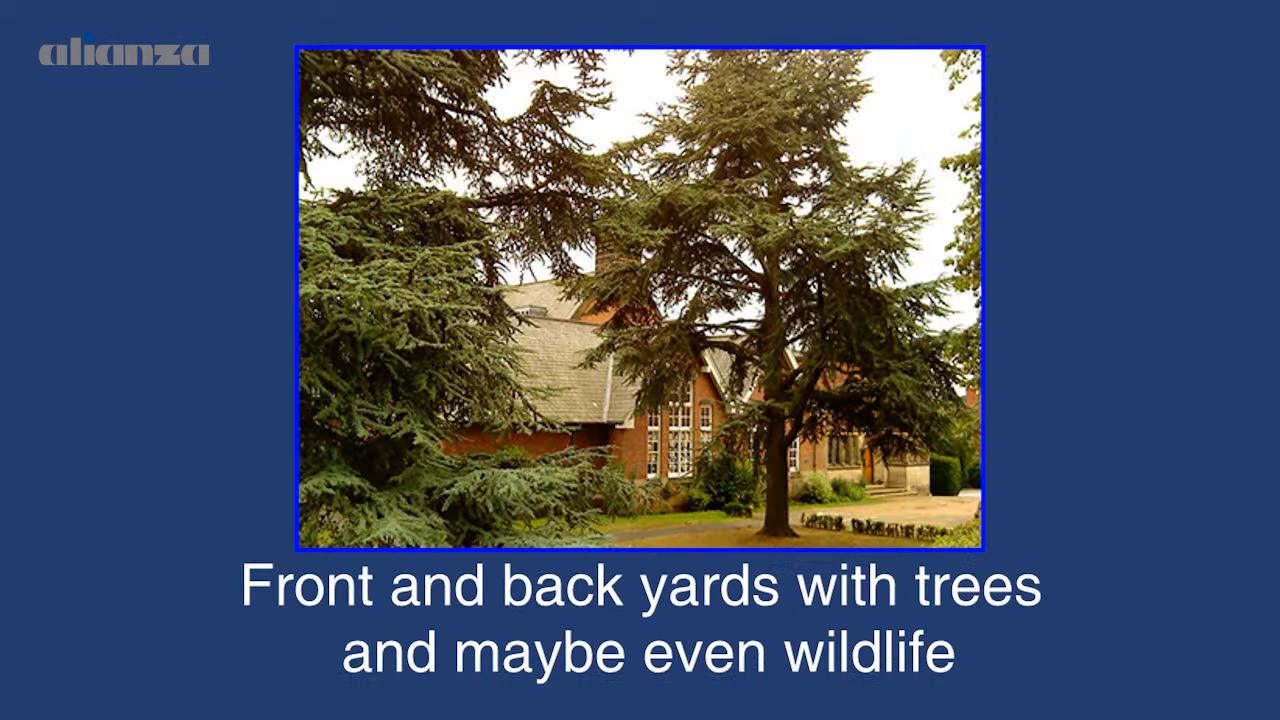 alianza
Front and back yards with trees
and maybe even wildlife